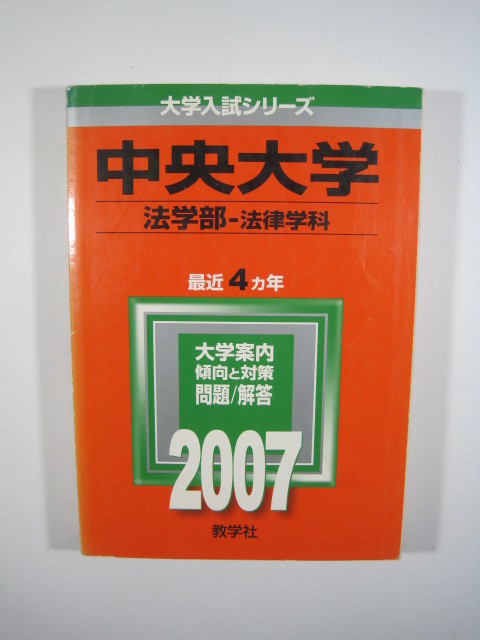 大学入試シリーズ
中央大学
法学部-法律学科
最近4ヵ年
大学案内
傾向と対策
問題/解答
2007
教学社